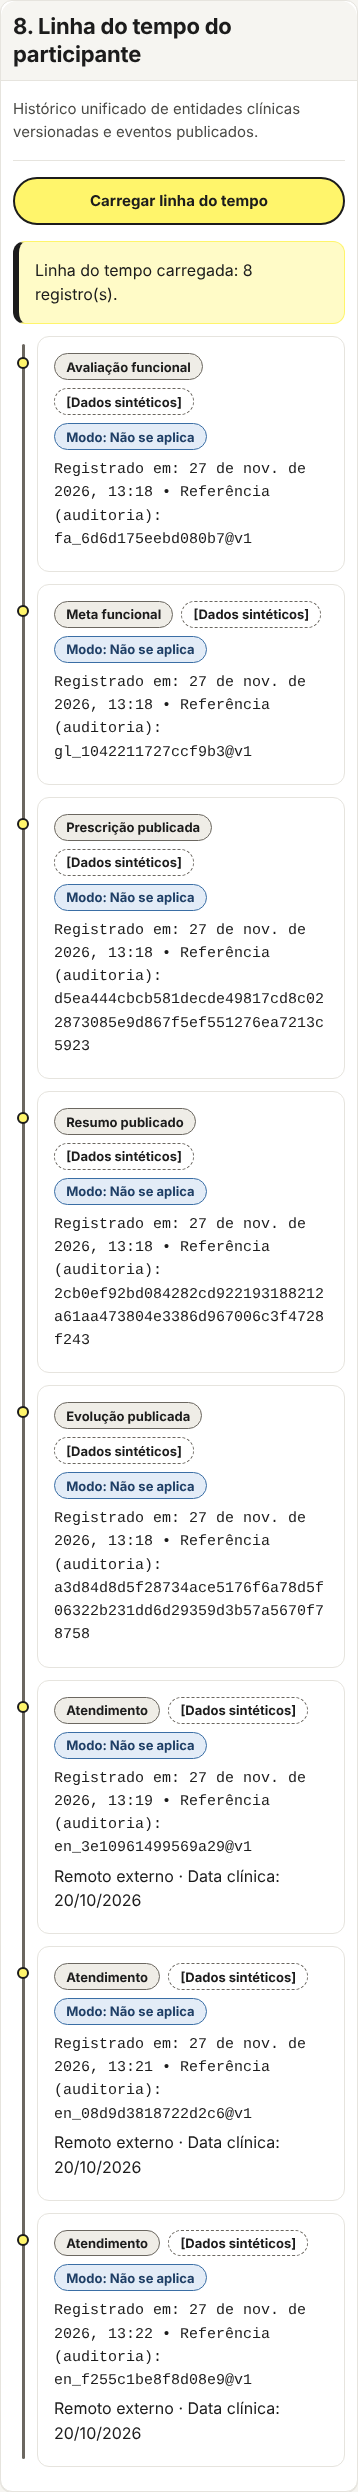 8. Linha do tempo do
participante
Histórico unificado de entidades clínicas
versionadas e eventos publicados.
Carregar linha do tempo
Linha do tempo carregada: 8
registro(s).
Avaliação funcional
[Dados sintéticos]
Modo: Não se aplica
Registrado em: 27 de nov. de
2026, 13:18 • Referência
(auditoria):
fa_6d6d175eebd080b7@v1
Meta funcional [Dados sintéticos]
Modo: Não se aplica
Registrado em: 27 de nov. de
2026, 13:18 • Referência
(auditoria):
gl_1042211727ccf9b3@v1
Prescrição publicada
[Dados sintéticos]
Modo: Não se aplica
Registrado em: 27 de nov. de
2026, 13:18 • Referência
(auditoria):
d5ea444cbcb581decde49817cd8c02
2873085e9d867f5ef551276ea7213c
5923
Resumo publicado
[Dados sintéticos]
Modo: Não se aplica
Registrado em: 27 de nov. de
2026, 13:18 • Referência
(auditoria):
2cb0ef92bd084282cd922193188212
a61aa473804e3386d967006c3f4728
f243
Evolução publicada
[Dados sintéticos]
Modo: Não se aplica
Registrado em: 27 de nov. de
2026, 13:18 • Referência
(auditoria):
a3d84d8d5f28734ace5176f6a78d5f
06322b231dd6d29359d3b57a5670f7
8758
Atendimento [Dados sintéticos]
Modo: Não se aplica
Registrado em: 27 de nov. de
2026, 13:19 • Referência
(auditoria):
en_3e10961499569a29@v1
Remoto externo · Data clínica:
20/10/2026
Atendimento [Dados sintéticos]
Modo: Não se aplica
Registrado em: 27 de nov. de
2026, 13:21 • Referência
(auditoria):
en_08d9d3818722d2c6@v1
Remoto externo · Data clínica:
20/10/2026
Atendimento [Dados sintéticos]
Modo: Não se aplica
Registrado em: 27 de nov. de
2026, 13:22 • Referência
(auditoria):
en_f255c1be8f8d08e9@v1
Remoto externo · Data clínica:
20/10/2026